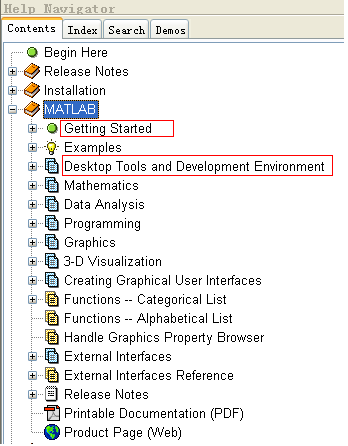 Help Navigator
Contents Index Search Demos
Begin Here
Release Notes
Installation
MATLAB
Getting Started
Examples
Desktop Tools and Development Environment
Mathematics
Data Analysis
Programming
Graphics
3-D Visualization
Creating Graphical User Interfaces
Functions -- Categorical List
Functions -- Alphabetical List
Handle Graphics Property Browser
External Interfaces
External Interfaces Reference
Release Notes
Printable Documentation (PDF)
Product Page (Web)